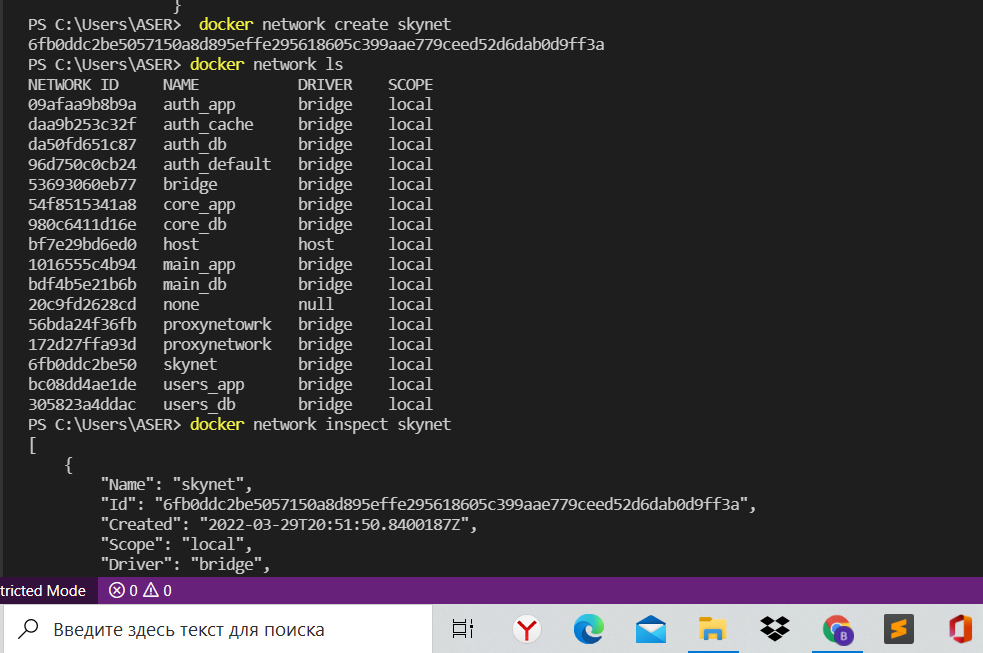 }
PS C:\Users\ASER>  docker network create skynet
6fb0ddc2be5057150a8d895effe295618605c399aae779ceed52d6dab0d9ff3a
PS C:\Users\ASER> docker network ls
NETWORK ID     NAME           DRIVER    SCOPE
09afaa9b8b9a   auth_app       bridge    local
daa9b253c32f   auth_cache     bridge    local
da50fd651c87   auth_db        bridge    local
96d750c0cb24   auth_default   bridge    local
53693060eb77   bridge         bridge    local
54f8515341a8   core_app       bridge    local
980c6411d16e   core_db        bridge    local
bf7e29bd6ed0   host           host      local
1016555c4b94   main_app       bridge    local
bdf4b5e21b6b   main_db        bridge    local
20c9fd2628cd   none           null      local
56bda24f36fb   proxynetowrk   bridge    local
172d27ffa93d   proxynetwork   bridge    local
6fb0ddc2be50   skynet         bridge    local
bc08dd4ae1de   users_app      bridge    local
305823a4ddac   users_db       bridge    local
PS C:\Users\ASER> docker network inspect skynet
[
    {
        "Name": "skynet",
        "Id": "6fb0ddc2be5057150a8d895effe295618605c399aae779ceed52d6dab0d9ff3a",
        "Created": "2022-03-29T20:51:50.8400187Z",
        "Scope": "local",
        "Driver": "bridge",
tricted Mode 0 0
Введите здесь текст для поиска
B